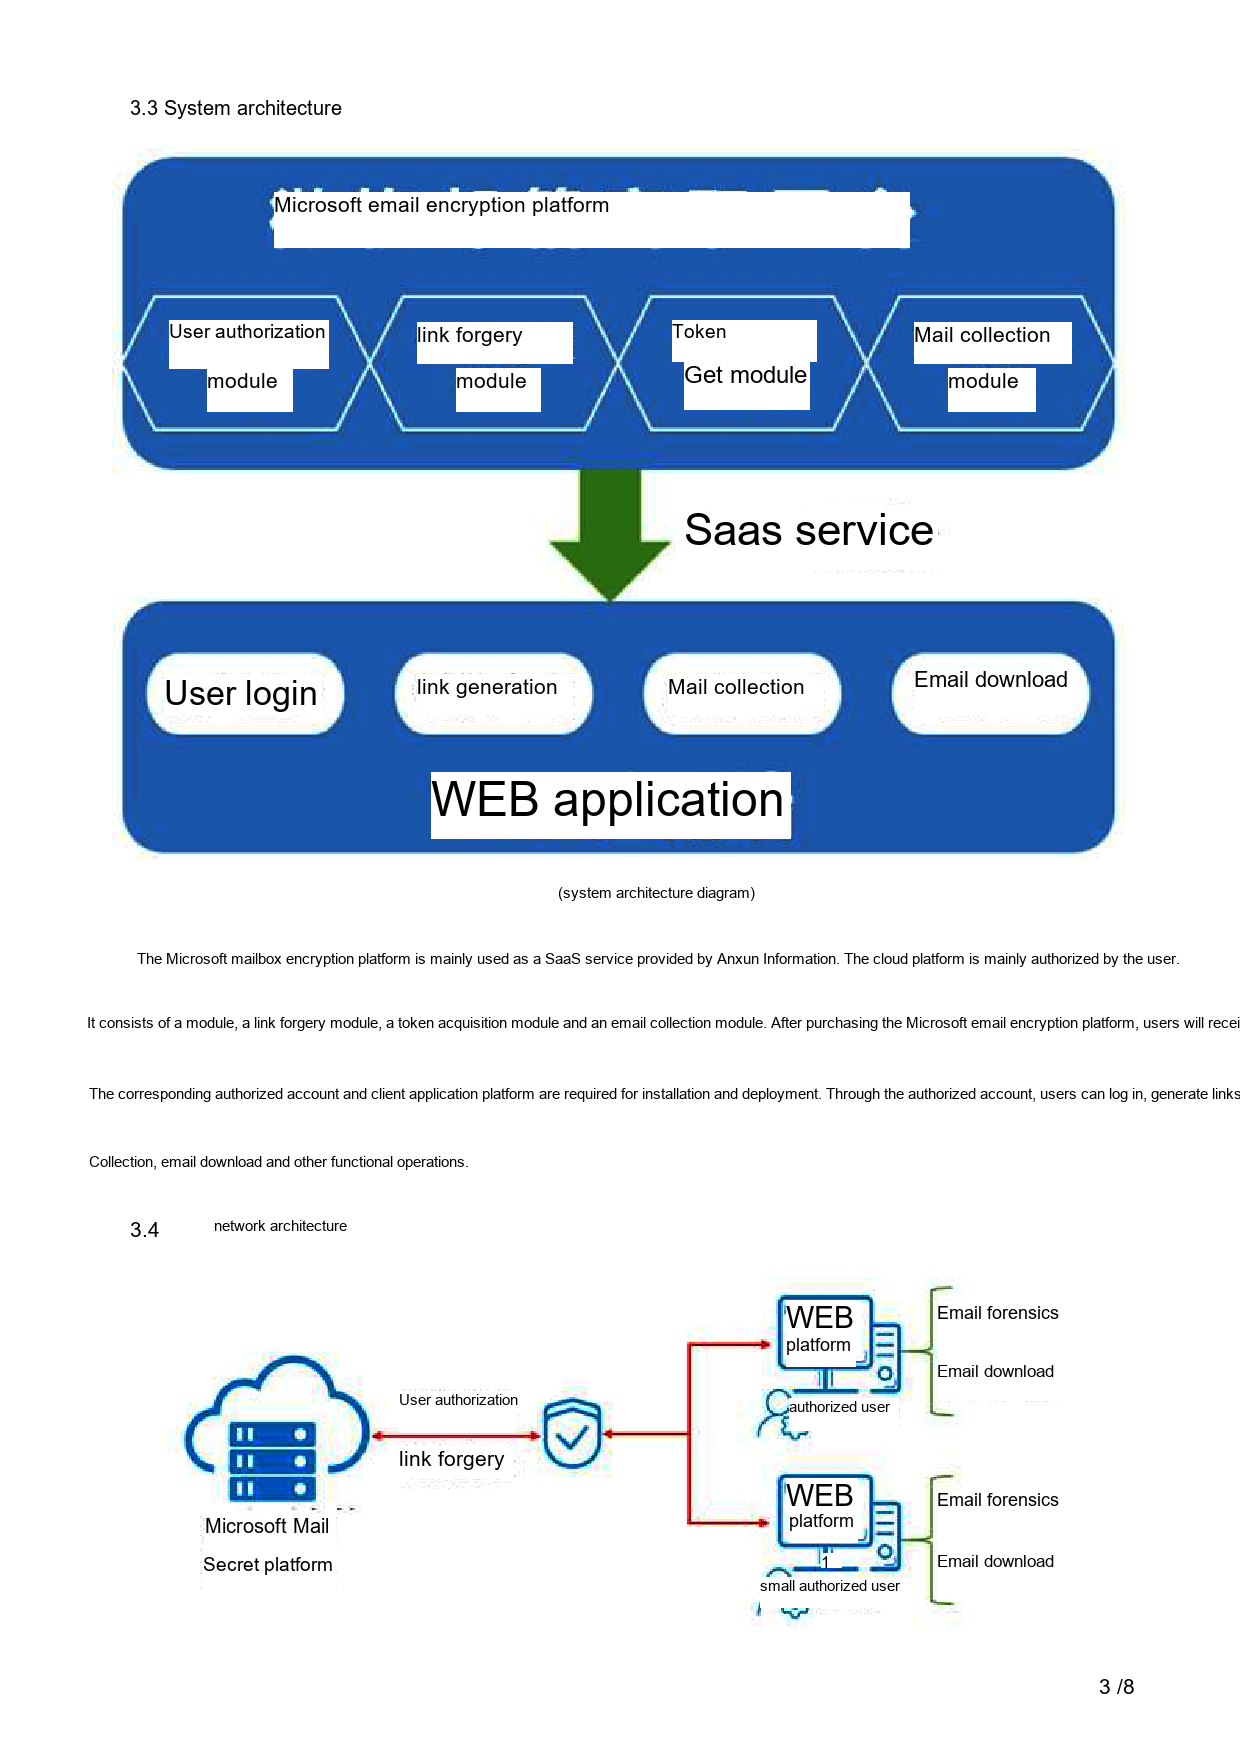 3.3 System architecture
Microsoft email encryption platform
User authorization
module
link forgery
module
Token
Get module
Mail collection
module
Saas service
User login
link generation
Mail collection
Email download
WEB application
(system architecture diagram)
The Microsoft mailbox encryption platform is mainly used as a SaaS service provided by Anxun Information. The cloud platform is mainly authorized by the user.
It consists of a module, a link forgery module, a token acquisition module and an email collection module. After purchasing the Microsoft email encryption platform, users will recei
The corresponding authorized account and client application platform are required for installation and deployment. Through the authorized account, users can log in, generate links
Collection, email download and other functional operations.
3.4 network architecture
User authorization
link forgery
Microsoft Mail
Secret platform
WEB
platform
authorized user
Email forensics
Email download
WEB
platform
1
small authorized user
Email forensics
Email download
3 /8